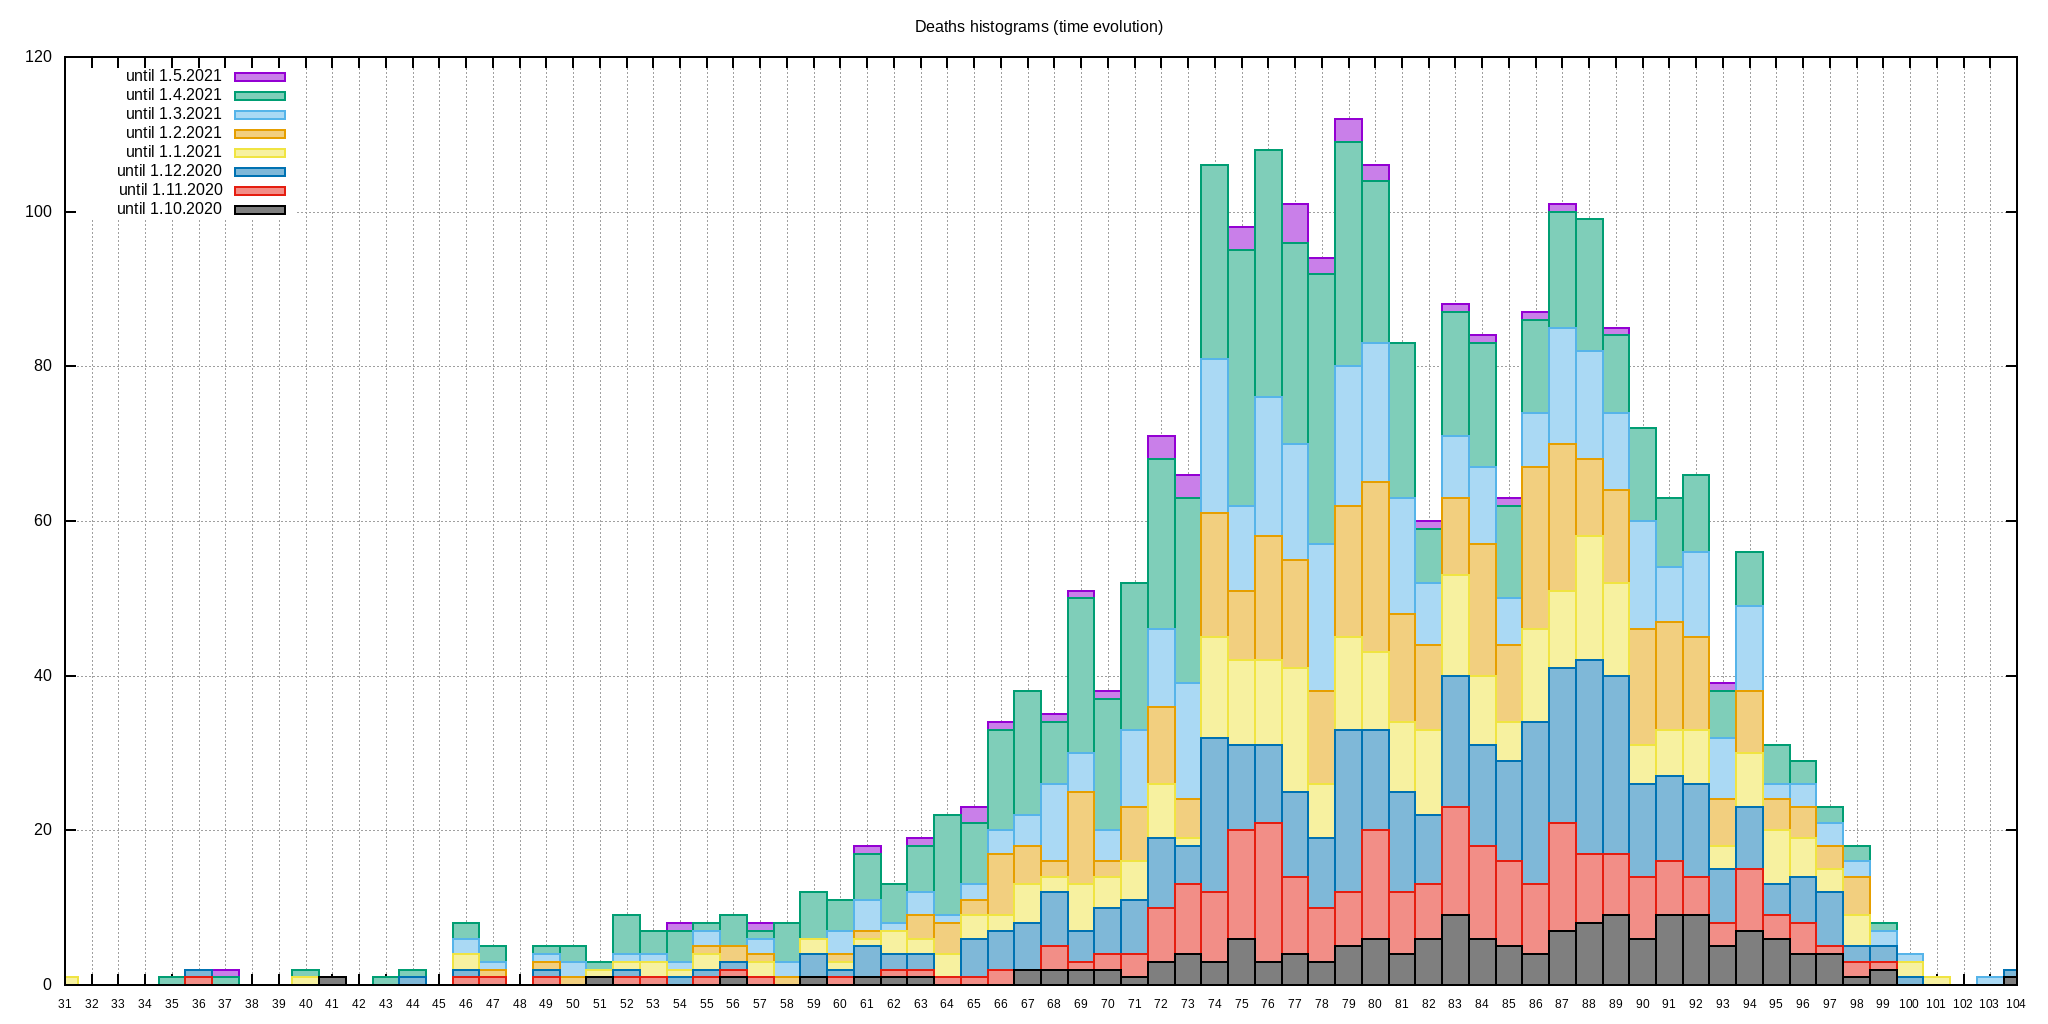 Deaths histograms (time evolution)
120
until 1.5.2021
until 1.4.2021
until 1.3.2021
until 1.2.2021
until 1.1.2021
until 1.12.2020
until 1.11.2020
until 1.10.2020
100
80
60
40
20
0
31 32 33 34 35 36 37 38 39 40 41 42 43 44 45 46 47 48 49 50 51 52 53 54 55 56 57 58 59 60 61 62 63 64 65 66 67 68 69 70 71 72 73 74 75 76 77 78 79 80 81 82 83 84 85 86 87 88 89 90 91 92 93 94 95 96 97 98 99 100 101 102 103 104